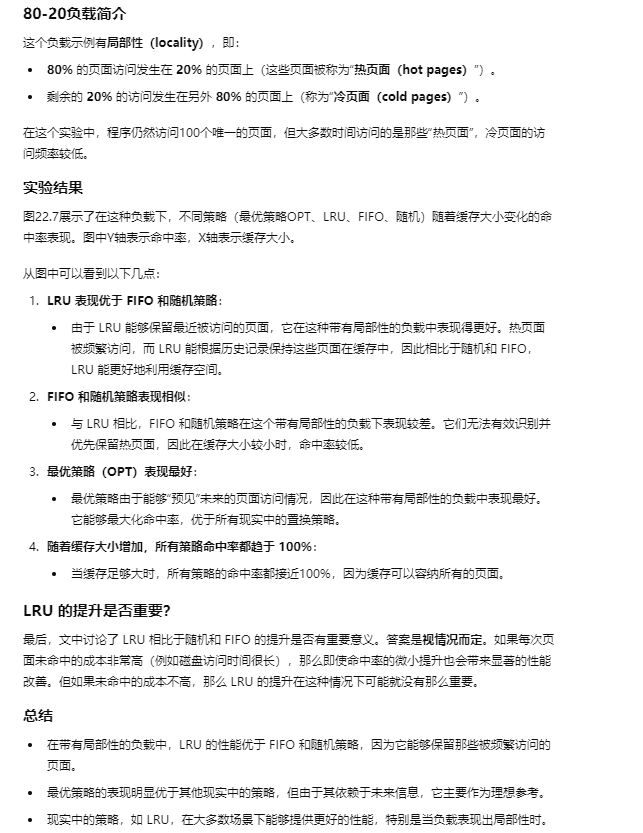 80-20负载简介
这个负载示例有局部性（locality），即：
• 80% 的页面访问发生在 20% 的页面上（这些页面被称为“热页面（hot pages）”）。
• 剩余的 20% 的访问发生在另外 80% 的页面上（称为“冷页面（cold pages）”）。
在这个实验中，程序仍然访问100个唯一的页面，但大多数时间访问的是那些“热页面”，冷页面的访
问频率较低。
实验结果
图22.7展示了在这种负载下，不同策略（最优策略OPT、LRU、FIFO、随机）随着缓存大小变化的命
中率表现。图中Y轴表示命中率，X轴表示缓存大小。
从图中可以看到以下几点：
1. LRU 表现优于 FIFO 和随机策略：
• 由于 LRU 能够保留最近被访问的页面，它在这种带有局部性的负载中表现得更好。热页面
被频繁访问，而 LRU 能根据历史记录保持这些页面在缓存中，因此相比于随机和 FIFO，
LRU 能更好地利用缓存空间。
2. FIFO 和随机策略表现相似：
• 与 LRU 相比，FIFO 和随机策略在这个带有局部性的负载下表现较差。它们无法有效识别并
优先保留热页面，因此在缓存大小较小时，命中率较低。
3. 最优策略（OPT）表现最好：
• 最优策略由于能够“预见”未来的页面访问情况，因此在这种带有局部性的负载中表现最好。
它能够最大化命中率，优于所有现实中的置换策略。
4. 随着缓存大小增加，所有策略命中率都趋于 100%：
• 当缓存足够大时，所有策略的命中率都接近100%，因为缓存可以容纳所有的页面。
LRU 的提升是否重要？
最后，文中讨论了 LRU 相比于随机和 FIFO 的提升是否有重要意义。答案是视情况而定。如果每次页
面未命中的成本非常高（例如磁盘访问时间很长），那么即使命中率的微小提升也会带来显著的性能
改善。但如果未命中的成本不高，那么 LRU 的提升在这种情况下可能就没有那么重要。
总结
• 在带有局部性的负载中，LRU 的性能优于 FIFO 和随机策略，因为它能够保留那些被频繁访问的
页面。
• 最优策略的表现明显优于其他现实中的策略，但由于其依赖于未来信息，它主要作为理想参考。
• 现实中的策略，如 LRU，在大多数场景下能够提供更好的性能，特别是当负载表现出局部性时。